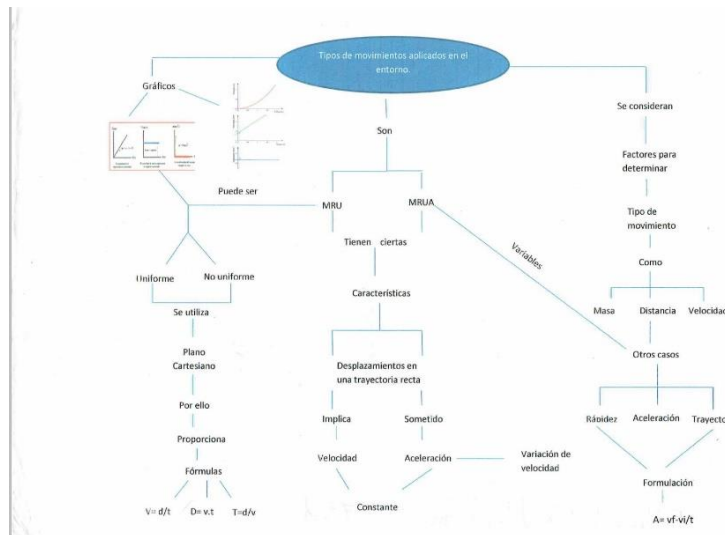 Tipos de movimientos aplicados en el
entorno.
Gráficos
Son
Se consideran
Factores para
determinar
Tipo de
movimiento
Como
Masa
Distancia
Velocidad
Otros casos
Rápidez
Aceleración
Trayecto
Formulación
A= vf-vi/t
Variables
Puede ser
MRU
MRUA
Tienen ciertas
Características
Desplazamientos en
una trayectoria recta
Implica
Sometido
Velocidad
Aceleración
Variación de
velocidad
Constante
Uniforme
No uniforme
Se utiliza
Plano
Cartesiano
Por ello
Proporciona
Fórmulas
V= d/t
D= v.t
T=d/v